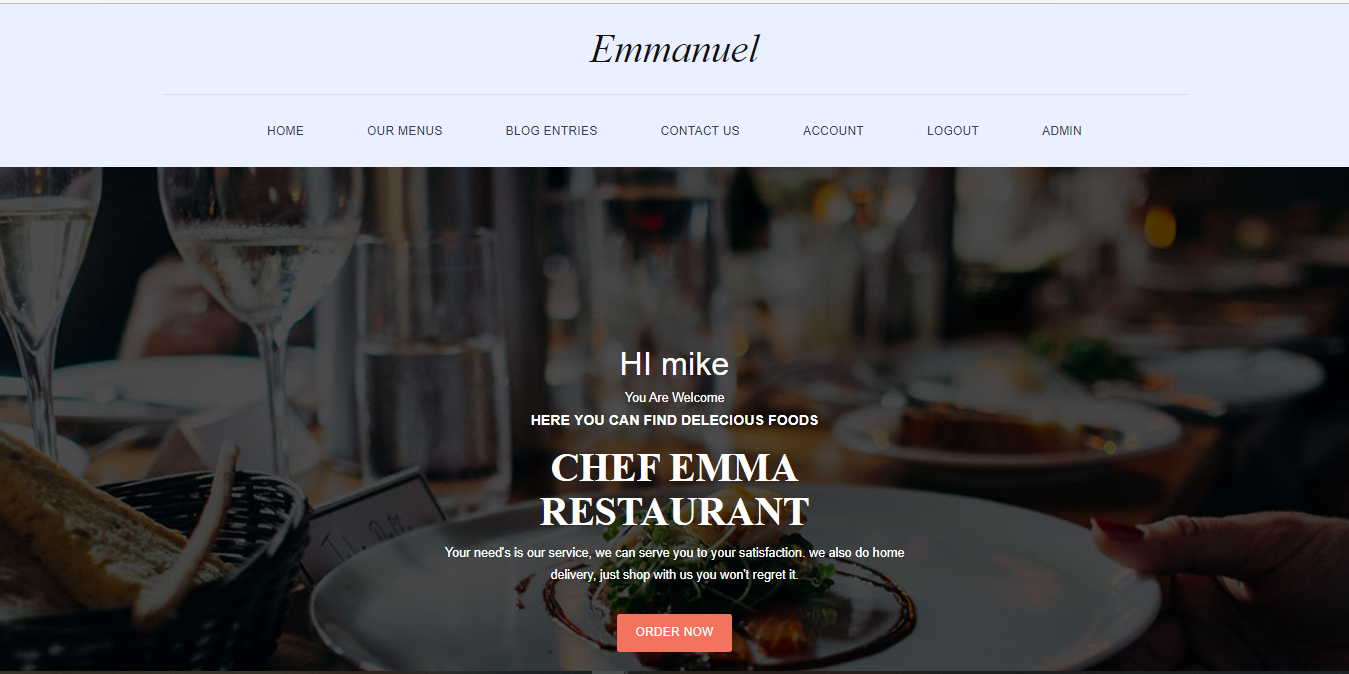 Emmanuel
HOME OUR MENUS BLOG ENTRIES CONTACT US ACCOUNT LOGOUT ADMIN
HI mike
You Are Welcome
HERE YOU CAN FIND DELECIOUS FOODS
CHEF EMMA
RESTAURANT
Your need's is our service, we can serve you to your satisfaction. we also do home
delivery, just shop with us you won't regret it.
ORDER NOW